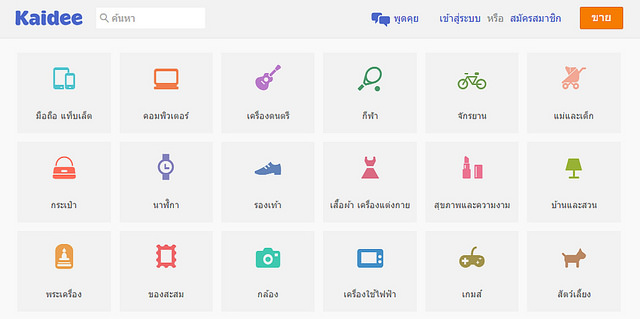 Kaidee ค้นหา พูดคุย เข้าสู่ระบบ หรือ สมัครสมาชิก ขาย
มือถือ แท็บเล็ต คอมพิวเตอร์ เครื่องดนตรี กีฬา จักรยาน แม่และเด็ก
กระเป๋า นาฬิกา รองเท้า เสื้อผ้า เครื่องแต่งกาย สุขภาพและความงาม บ้านและสวน
พระเครื่อง ของสะสม กล้อง เครื่องใช้ไฟฟ้า เกมส์ สัตว์เลี้ยง